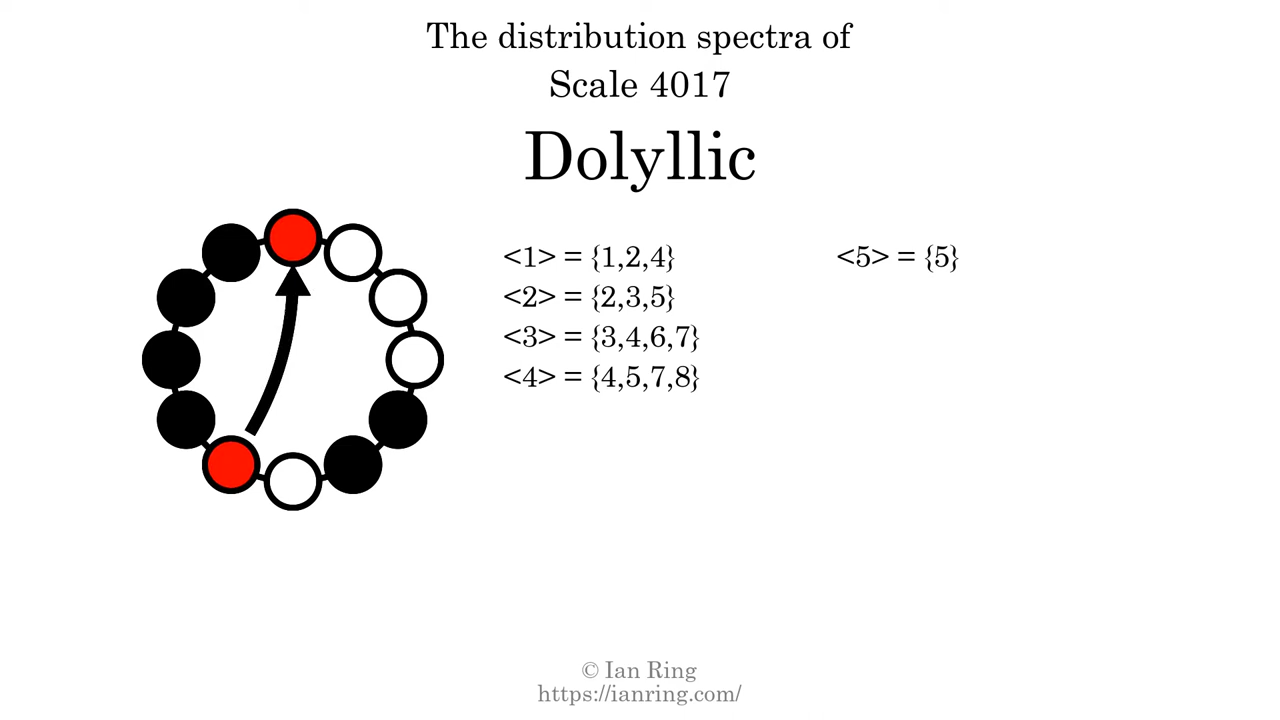 The distribution spectra of
Scale 4017
Dolyllic
<1> = {1,2,4}
<2> = {2,3,5}
<3> = {3,4,6,7}
<4> = {4,5,7,8}
<5> = {5}
© Ian Ring
https://ianring.com/